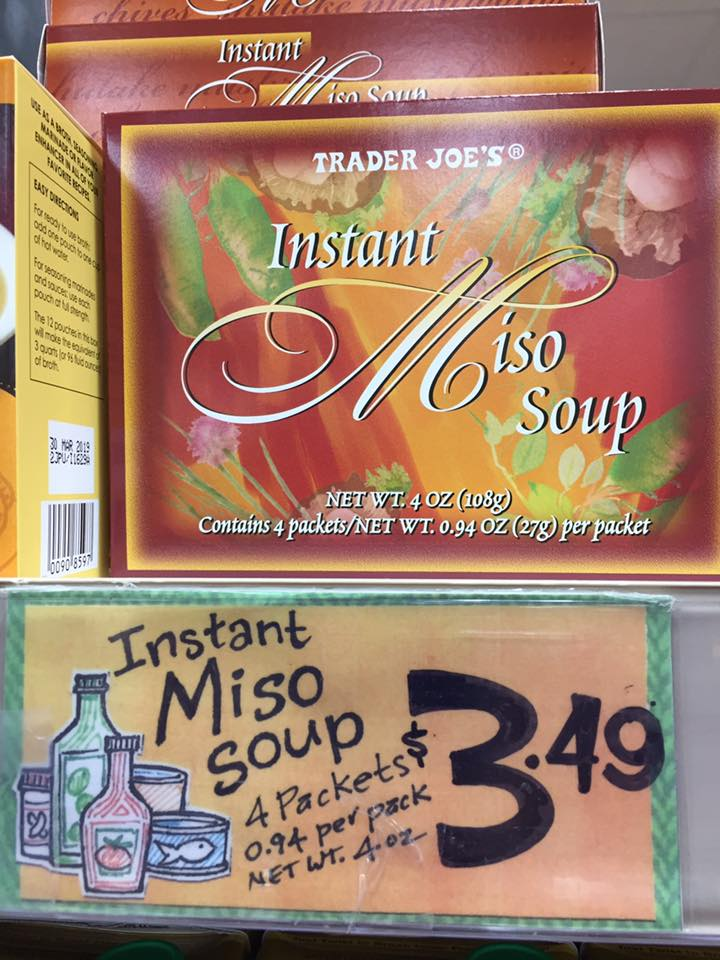 chives
Instant
Miso Soup
TRADER JOE'S®
Instant
Miso
Soup
NET WT. 4 OZ (108g)
Contains 4 packets/NET WT. 0.94 OZ (27g) per packet
USE AS A BROTH, SEASONING,
MARINADE OR FLAVOR
ENHANCER IN ALL OF YOUR
FAVORITE RECIPES
EASY DIRECTIONS
For ready to use broth:
add one pouch to one cup
of hot water.
For seasoning marinades
and sauces: use each
pouch at full strength.
The 12 pouches in this box
will make the equivalent of
3 quarts (or 96 fluid ounces)
of broth.
30 MAR 2019
0090 8597
Instant
Miso
Soup
4 Packets
0.94 per pack
NET WT. 4.oz
$3.49